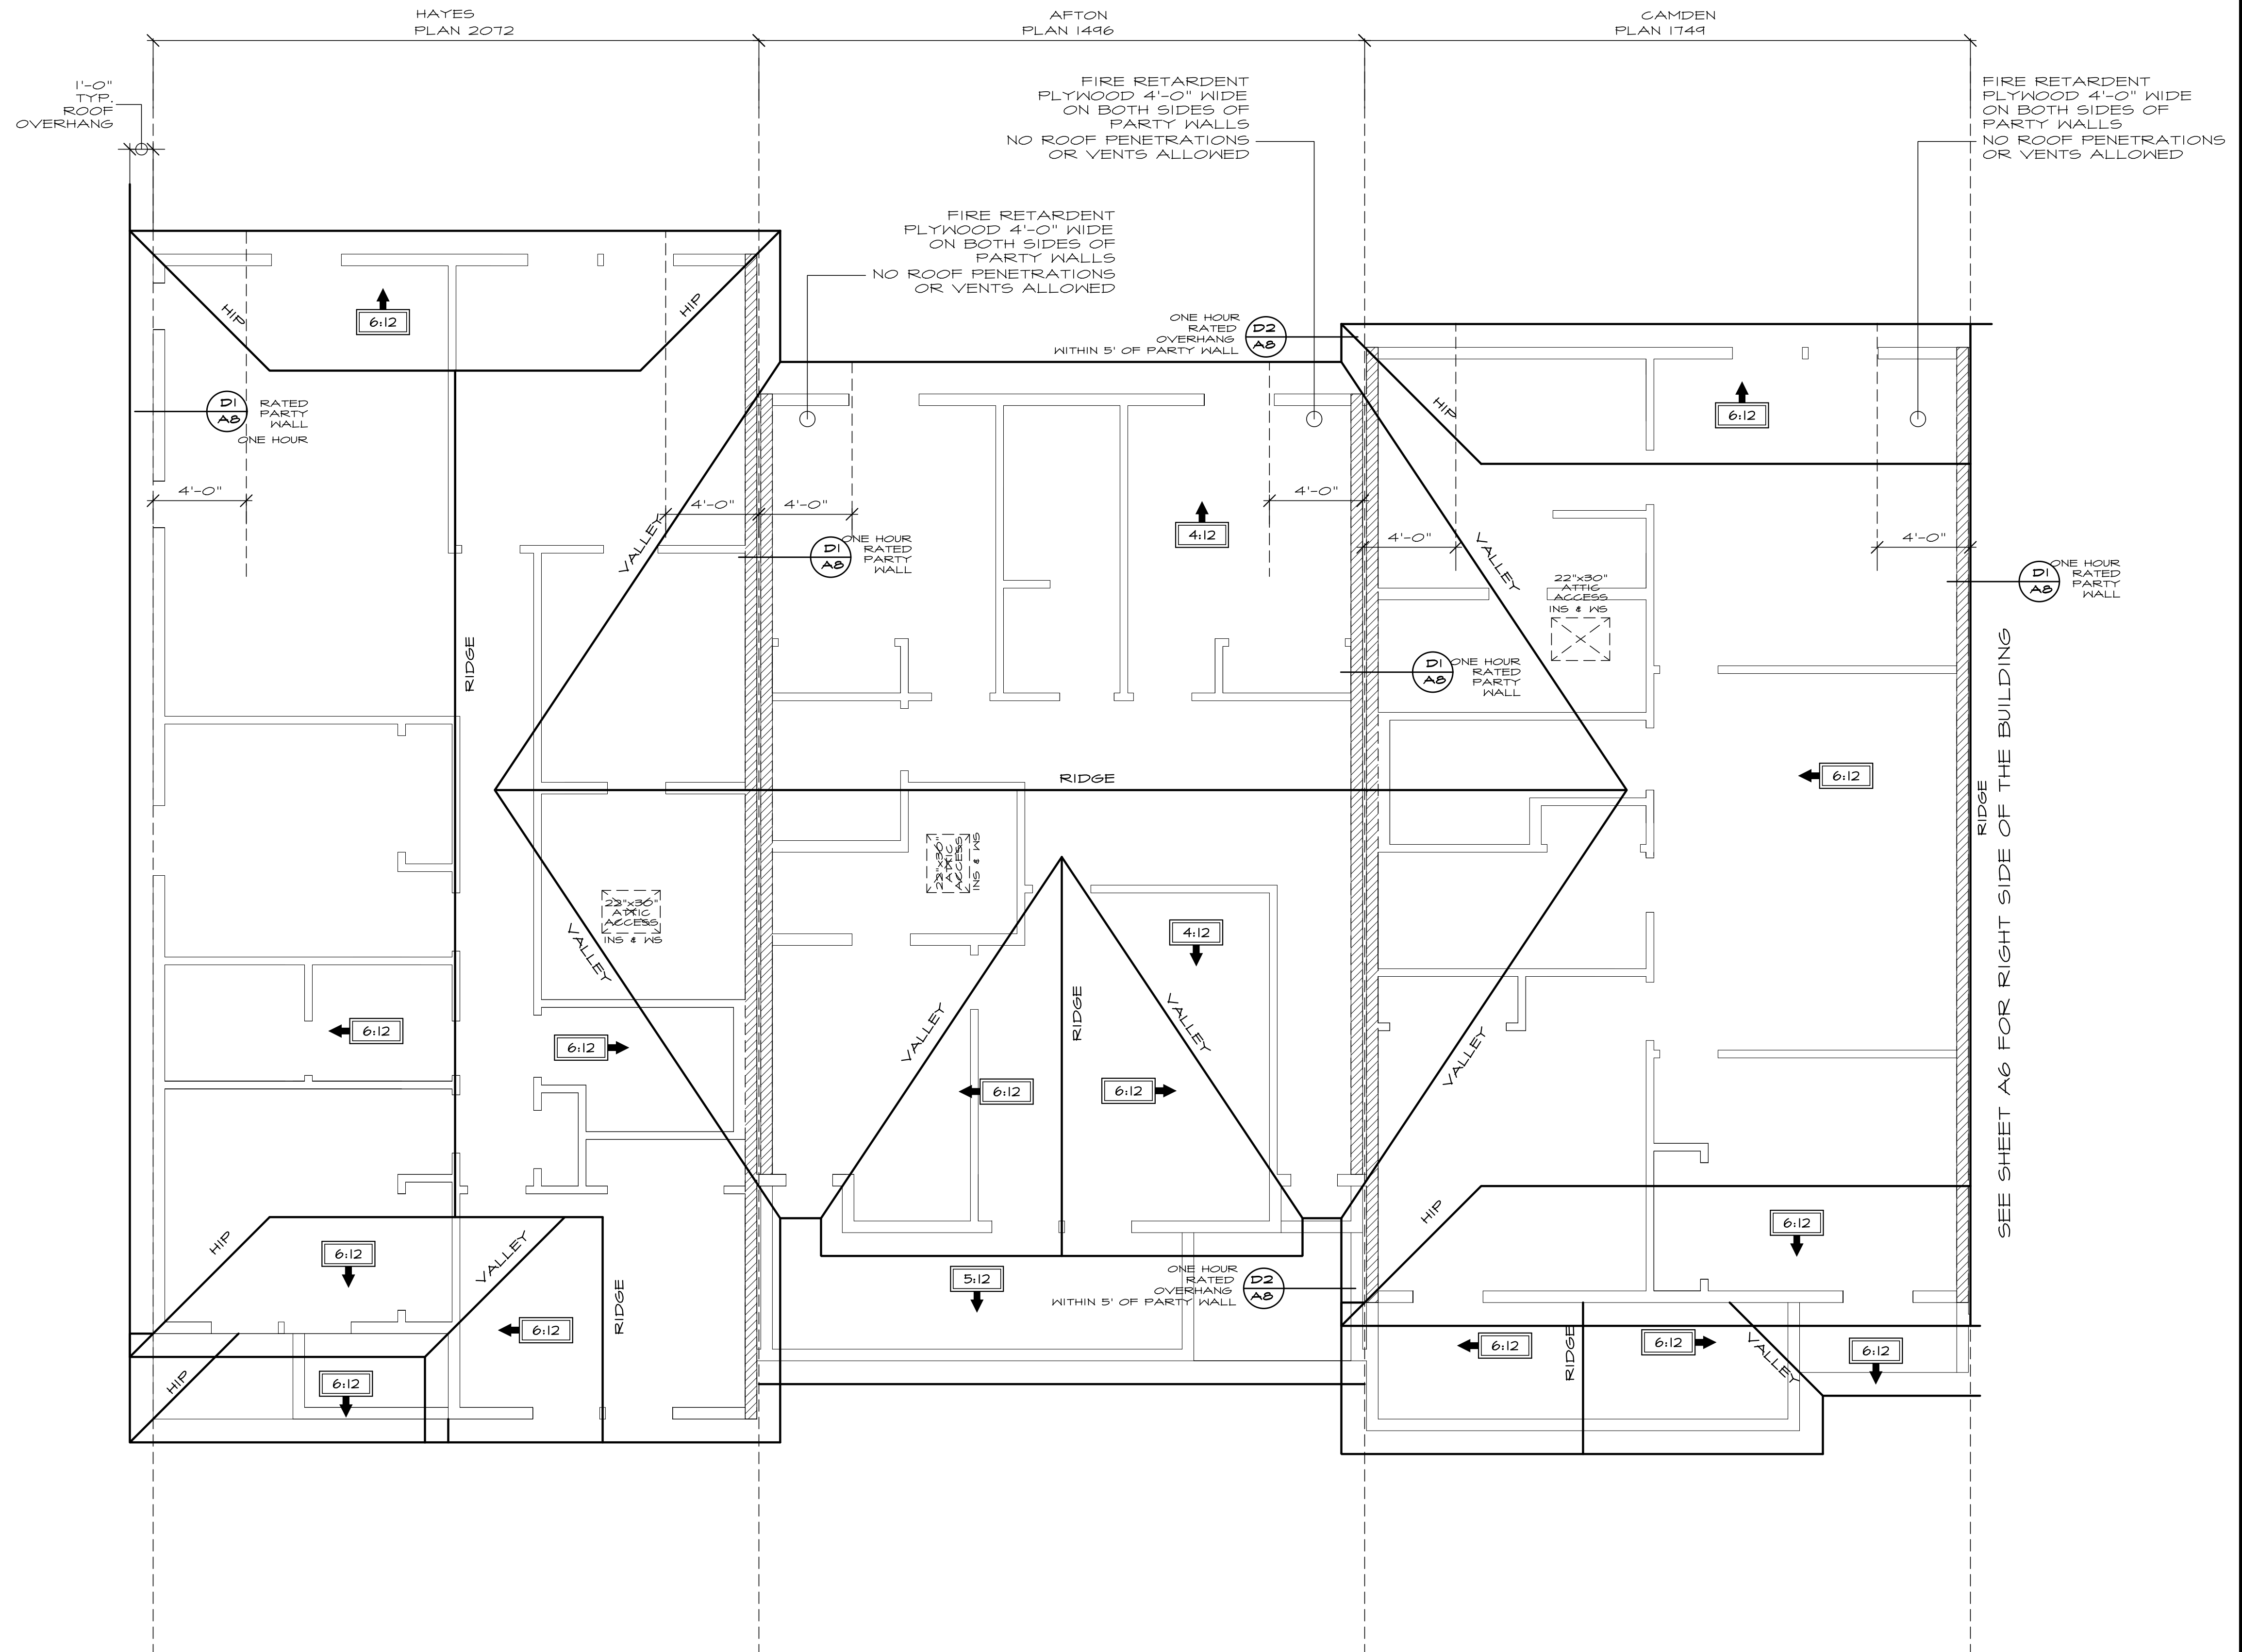 HAYES
PLAN 2072
AFTON
PLAN 1496
CAMDEN
PLAN 1749
1'-0"
TYP.
ROOF
OVERHANG
FIRE RETARDENT
PLYWOOD 4'-0" WIDE
ON BOTH SIDES OF
PARTY WALLS
NO ROOF PENETRATIONS
OR VENTS ALLOWED
FIRE RETARDENT
PLYWOOD 4'-0" WIDE
ON BOTH SIDES OF
PARTY WALLS
NO ROOF PENETRATIONS
OR VENTS ALLOWED
FIRE RETARDENT
PLYWOOD 4'-0" WIDE
ON BOTH SIDES OF
PARTY WALLS
NO ROOF PENETRATIONS
OR VENTS ALLOWED
HIP
6:12
HIP
ONE HOUR
RATED
OVERHANG
WITHIN 5' OF PARTY WALL
D2
A8
D1
A8
RATED
PARTY
WALL
ONE HOUR
HIP
6:12
4'-0"
4'-0"
4'-0"
4'-0"
4'-0"
4'-0"
VALLEY
4:12
VALLEY
D1
A8
ONE HOUR
RATED
PARTY
WALL
22"x30"
ATTIC
ACCESS
INS & WS
D1
A8
ONE HOUR
RATED
PARTY
WALL
RIDGE
D1
A8
ONE HOUR
RATED
PARTY
WALL
SEE SHEET A6 FOR RIGHT SIDE OF THE BUILDING
RIDGE
6:12
RIDGE
22"x30"
ATTIC
ACCESS
INS & WS
22"x30"
ATTIC
ACCESS
INS & WS
VALLEY
4:12
6:12
6:12
VALLEY
RIDGE
VALLEY
VALLEY
6:12
6:12
HIP
6:12
VALLEY
RIDGE
5:12
ONE HOUR
RATED
OVERHANG
WITHIN 5' OF PARTY WALL
D2
A8
HIP
6:12
6:12
HIP
6:12
6:12
RIDGE
6:12
VALLEY
6:12